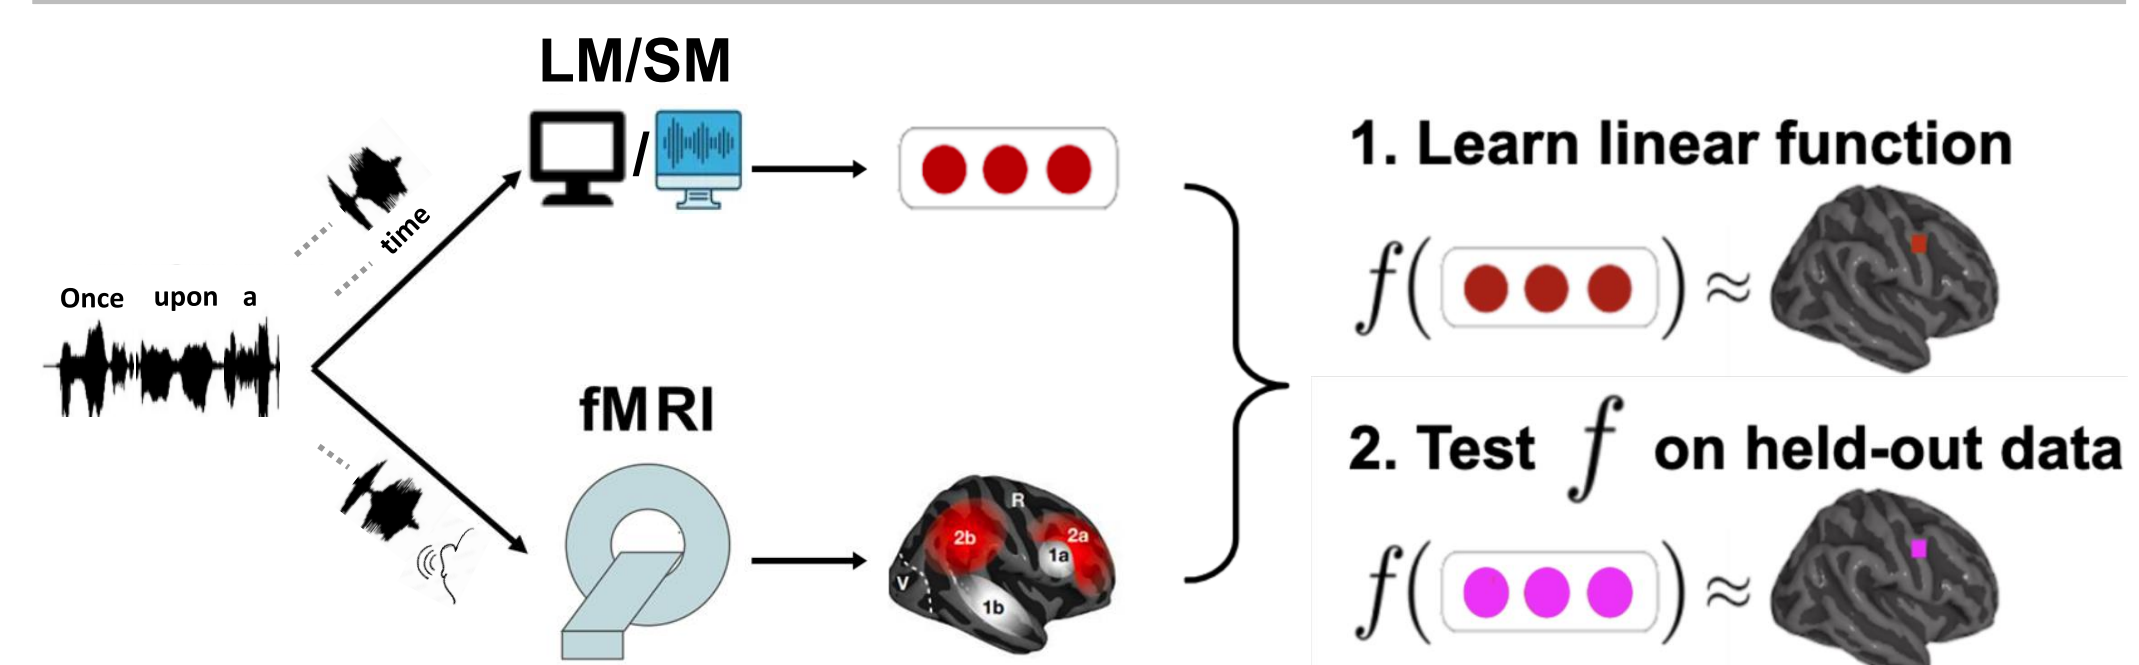 LM/SM
/
time
Once upon a
fMRI
R
2b
2a
1a
V
1b
1. Learn linear function
f( ) ≈
2. Test f on held-out data
f( ) ≈